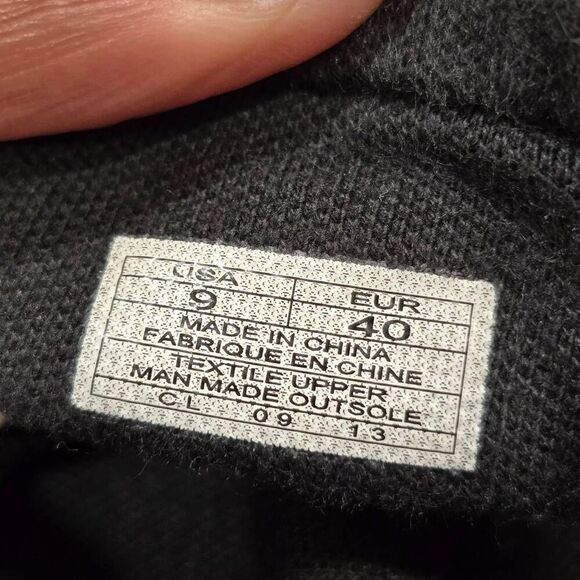 USA EUR
9 40
MADE IN CHINA
FABRIQUE EN CHINE
TEXTILE UPPER
MAN MADE OUTSOLE
CL 09 13